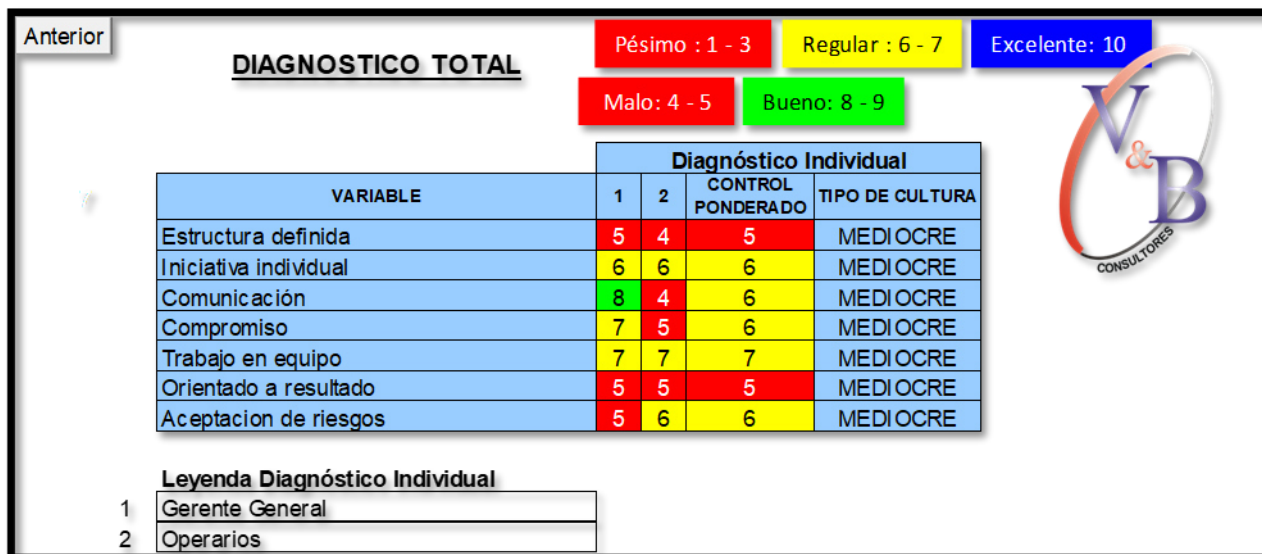 Anterior
DIAGNOSTICO TOTAL
Pésimo : 1 - 3 Regular : 6 - 7 Excelente: 10
Malo: 4 - 5 Bueno: 8 - 9
V&B
CONSULTORES
Diagnóstico Individual
VARIABLE 1 2 CONTROL PONDERADO TIPO DE CULTURA
Estructura definida 5 4 5 MEDIOCRE
Iniciativa individual 6 6 6 MEDIOCRE
Comunicación 8 4 6 MEDIOCRE
Compromiso 7 5 6 MEDIOCRE
Trabajo en equipo 7 7 7 MEDIOCRE
Orientado a resultado 5 5 5 MEDIOCRE
Aceptacion de riesgos 5 6 6 MEDIOCRE
Leyenda Diagnóstico Individual
1 Gerente General
2 Operarios